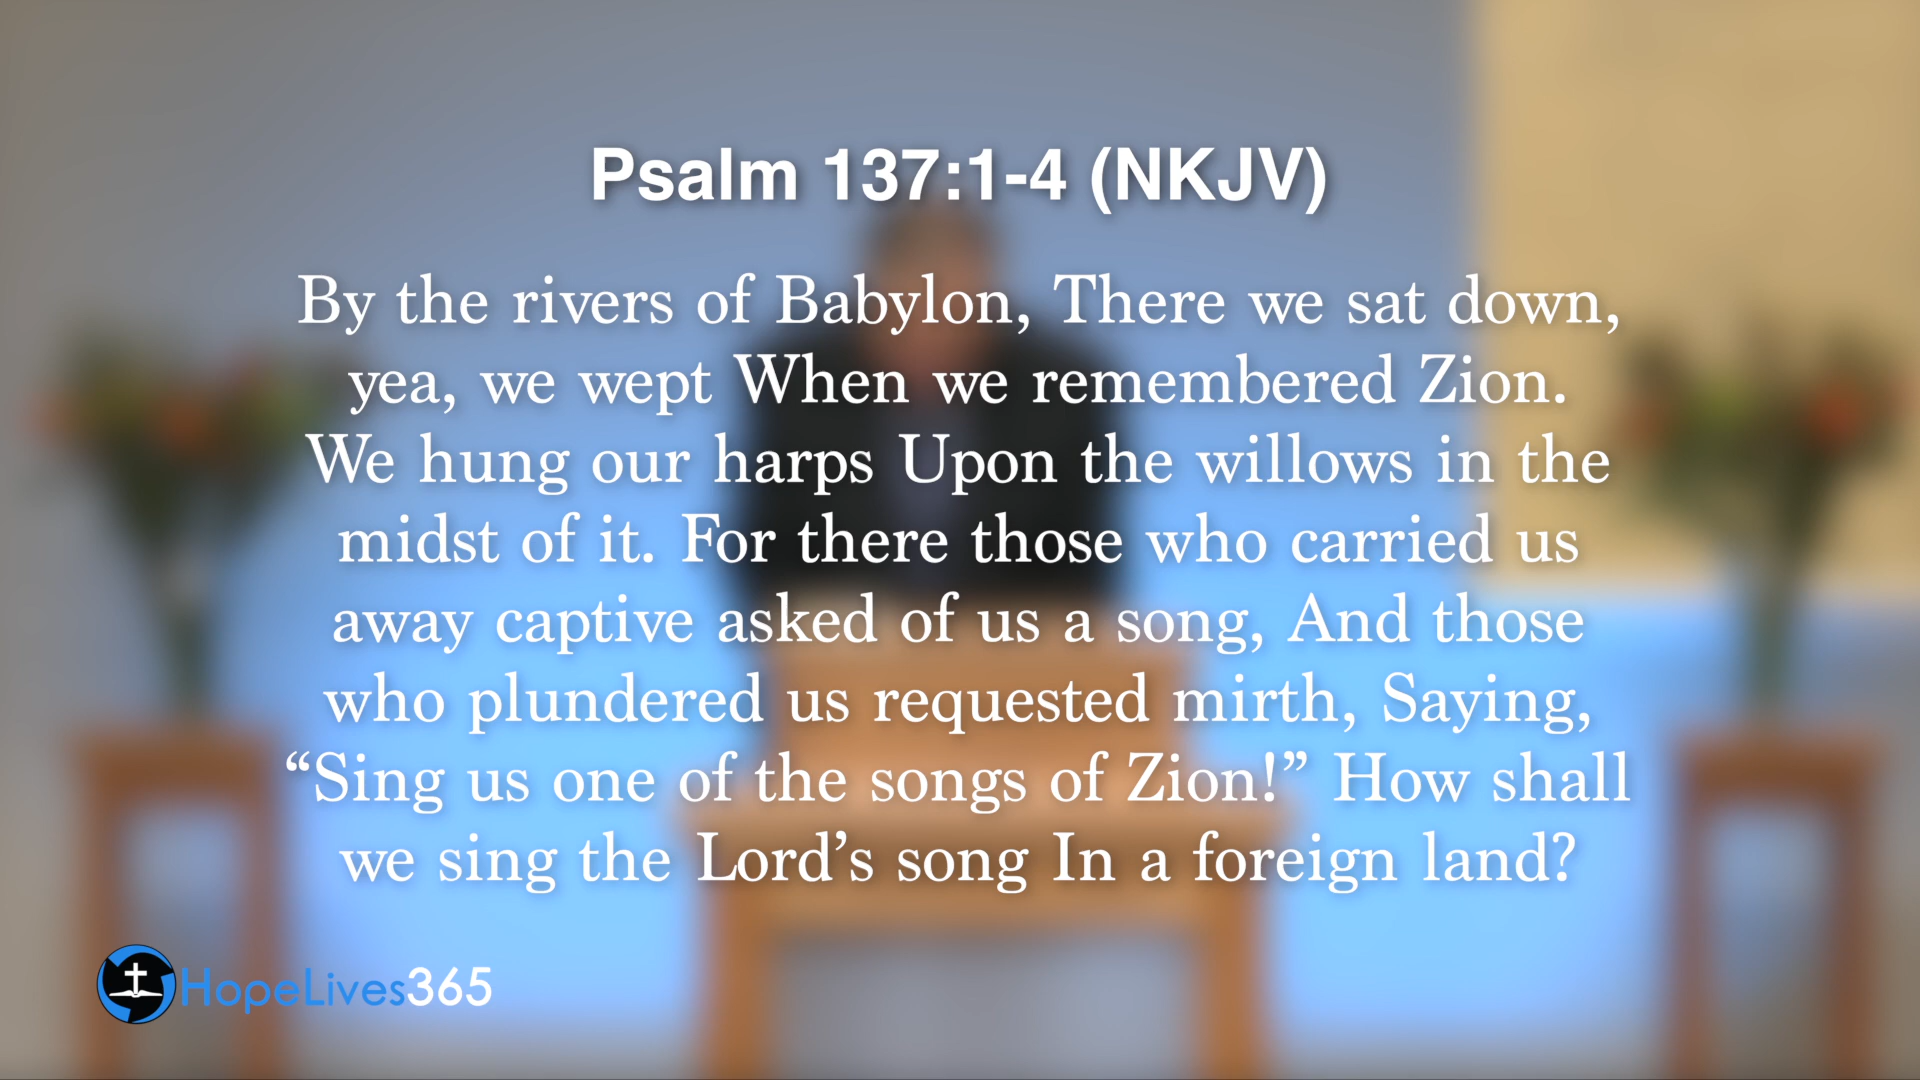 Psalm 137:1-4 (NKJV)
By the rivers of Babylon, There we sat down,
yea, we wept When we remembered Zion.
We hung our harps Upon the willows in the
midst of it. For there those who carried us
away captive asked of us a song, And those
who plundered us requested mirth, Saying,
“Sing us one of the songs of Zion!” How shall
we sing the Lord’s song In a foreign land?
HopeLives365